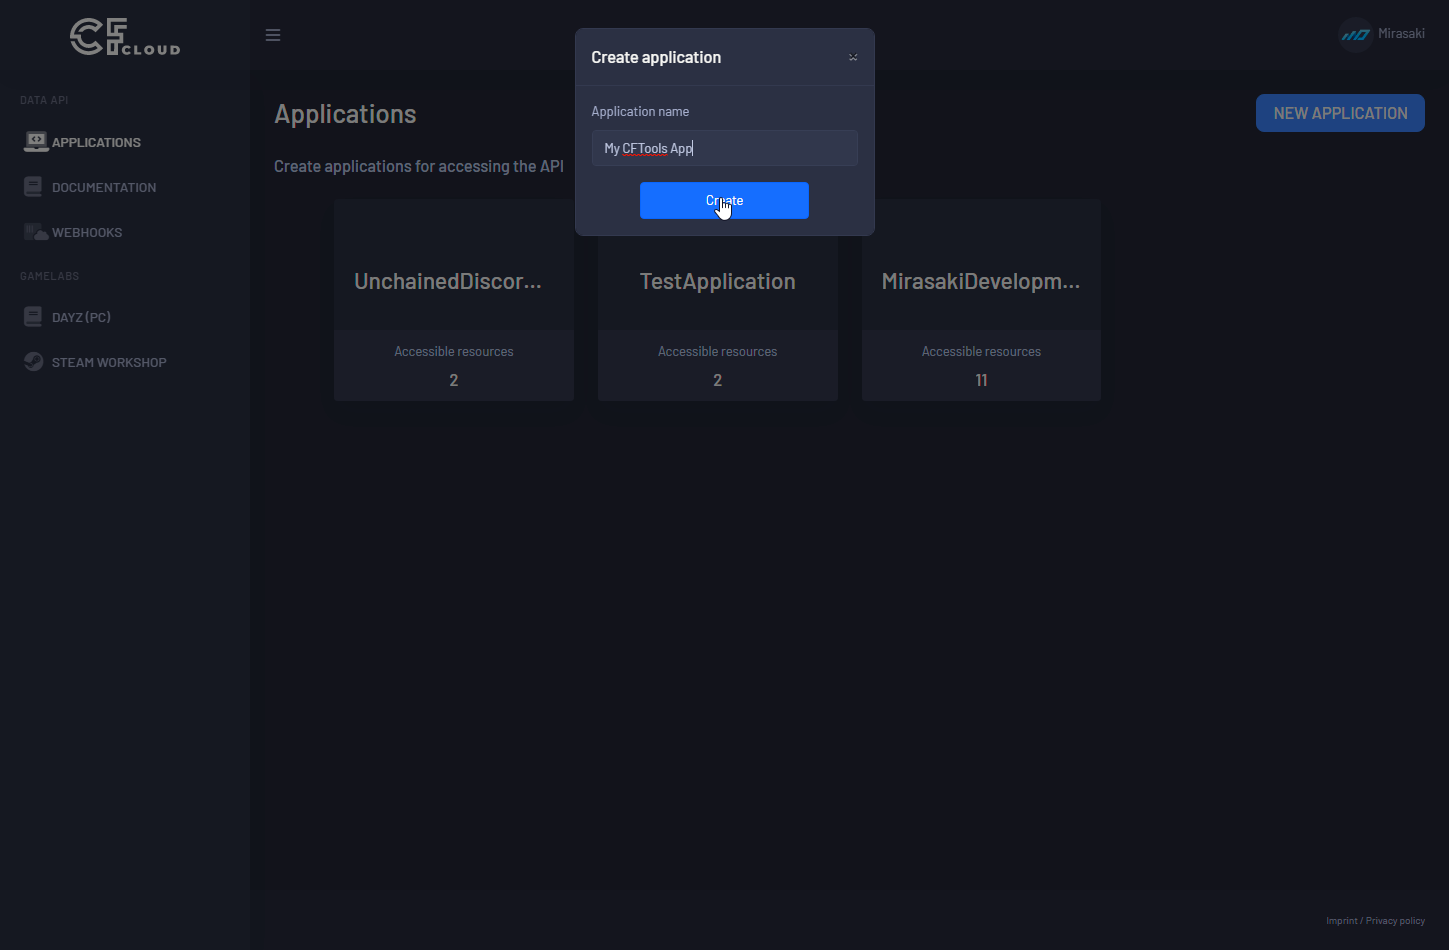 CF CLOUD
Mirasaki
DATA API
APPLICATIONS
DOCUMENTATION
WEBHOOKS
GAMELABS
DAYZ (PC)
STEAM WORKSHOP
Applications
NEW APPLICATION
Create applications for accessing the API
Create application
Application name
My CFTools App
Create
UnchainedDiscor...
Accessible resources
2
TestApplication
Accessible resources
2
MirasakiDevelopm...
Accessible resources
11
Imprint / Privacy policy